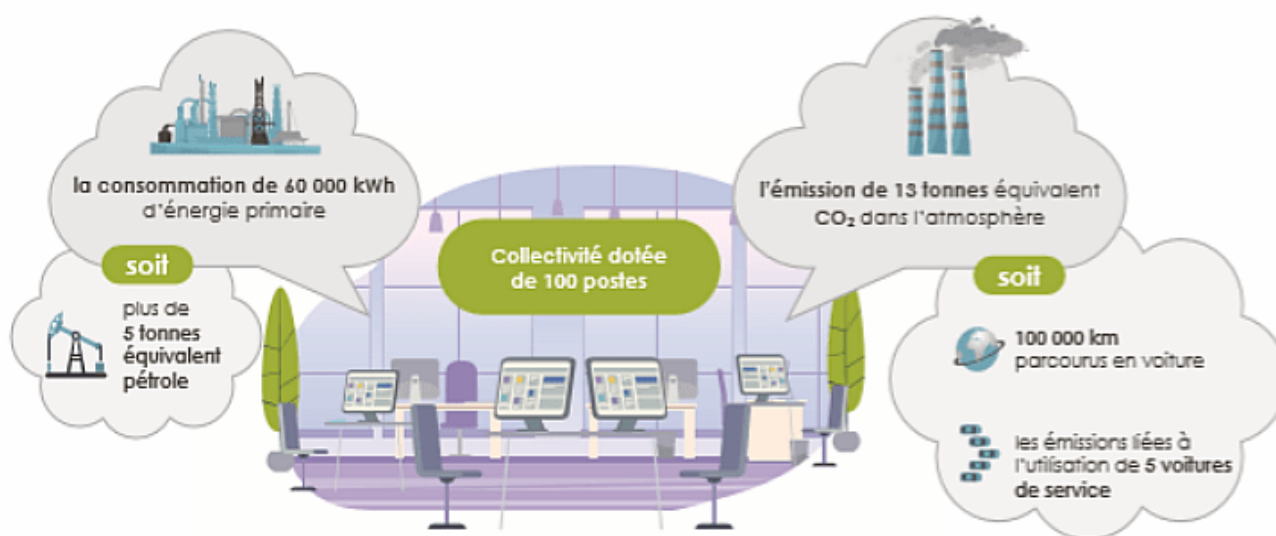 la consommation de 60 000 kWh
d'énergie primaire
soit
plus de
5 tonnes
équivalent
pétrole
Collectivité dotée
de 100 postes
l'émission de 13 tonnes équivalent
CO₂ dans l'atmosphère
soit
100 000 km
parcourus en voiture
les émissions liées à
l'utilisation de 5 voitures
de service